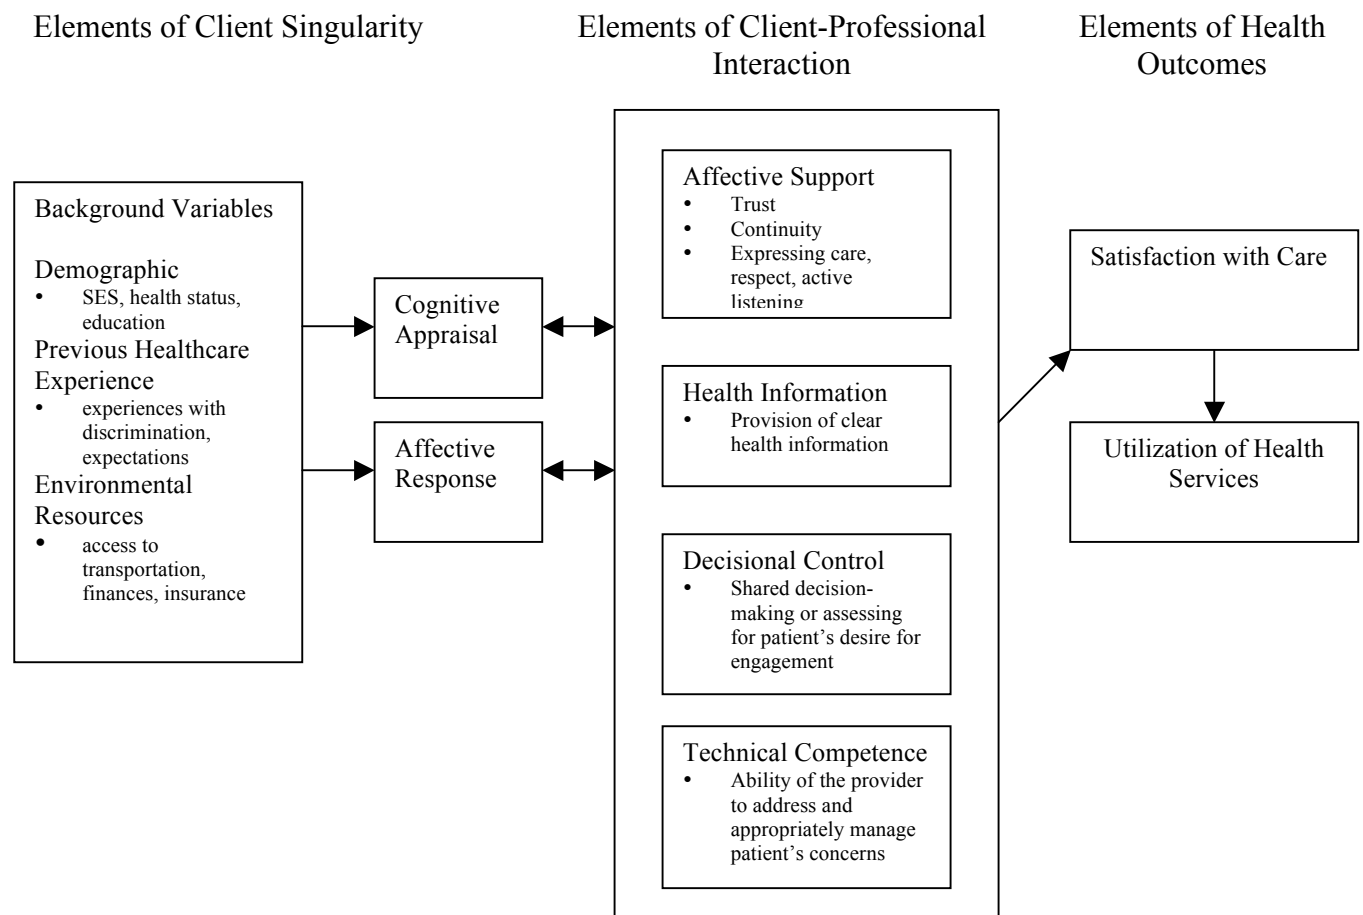 Elements of Client Singularity
Elements of Client-Professional
Interaction
Elements of Health
Outcomes
Background Variables
Demographic
• SES, health status,
education
Previous Healthcare
Experience
• experiences with
discrimination,
expectations
Environmental
Resources
• access to
transportation,
finances, insurance
Cognitive
Appraisal
Affective
Response
Affective Support
• Trust
• Continuity
• Expressing care,
respect, active
listening
Health Information
• Provision of clear
health information
Decisional Control
• Shared decision-
making or assessing
for patient’s desire for
engagement
Technical Competence
• Ability of the provider
to address and
appropriately manage
patient’s concerns
Satisfaction with Care
Utilization of Health
Services